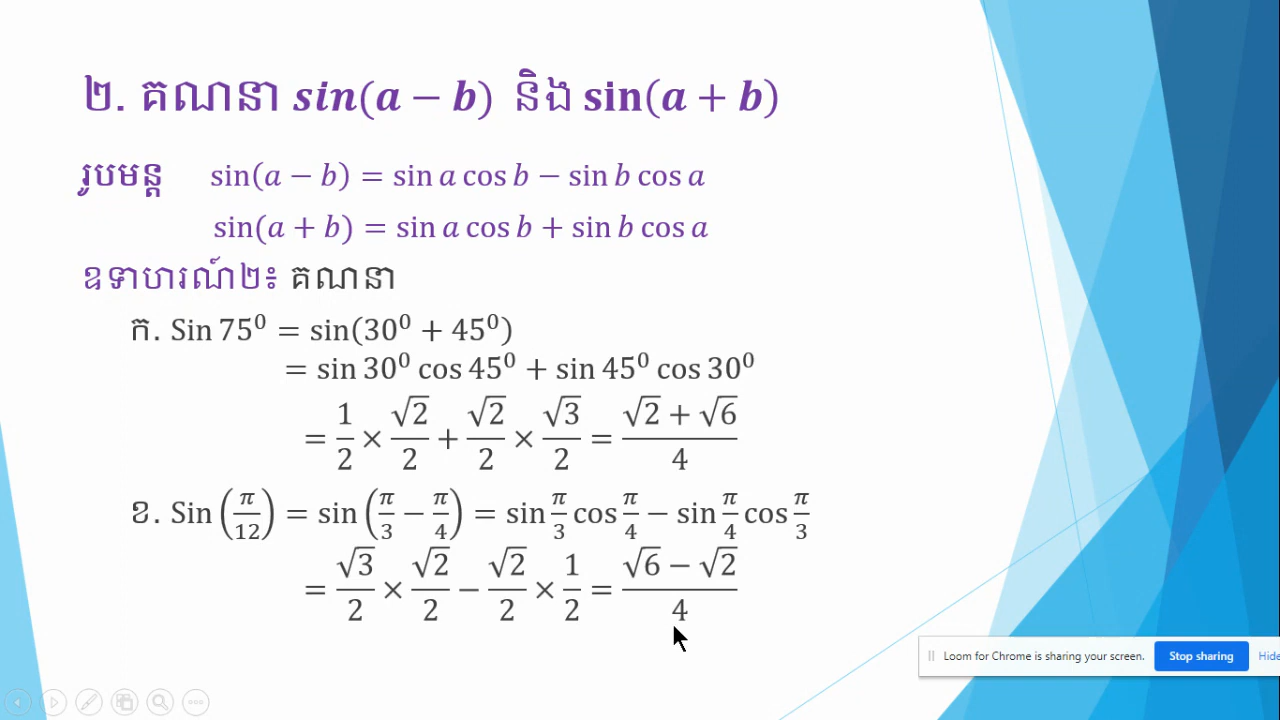 ២. គណនា sin(a − b) និង sin(a + b)
រូបមន្ត sin(a − b) = sin a cos b − sin b cos a
sin(a + b) = sin a cos b + sin b cos a
ឧទាហរណ៍២៖ គណនា
ក. Sin 75⁰ = sin(30⁰ + 45⁰)
= sin 30⁰ cos 45⁰ + sin 45⁰ cos 30⁰
= 1/2 × √2/2 + √2/2 × √3/2 = (√2 + √6)/4
ខ. Sin (π/12) = sin (π/3 − π/4) = sin π/3 cos π/4 − sin π/4 cos π/3
= √3/2 × √2/2 − √2/2 × 1/2 = (√6 − √2)/4
Loom for Chrome is sharing your screen. Stop sharing Hide